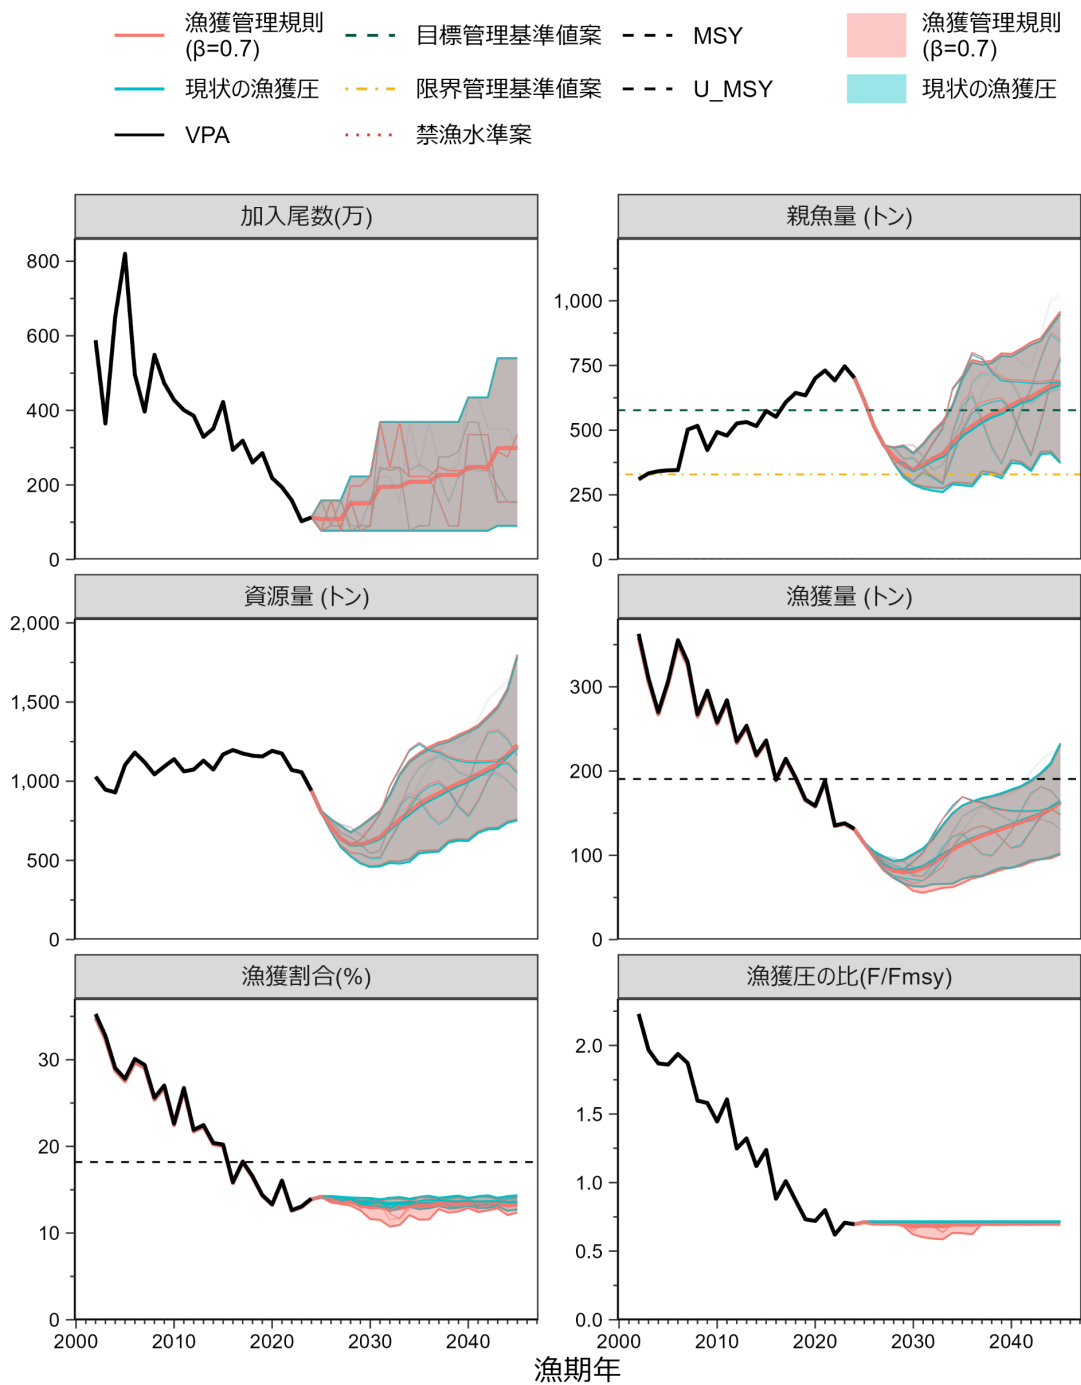 漁獲管理規則
(β=0.7)
目標管理基準値案
MSY
漁獲管理規則
(β=0.7)
現状の漁獲圧
限界管理基準値案
U_MSY
現状の漁獲圧
VPA
禁漁水準案
加入尾数(万)
800
600
400
200
0
親魚量 (トン)
1,000
750
500
250
0
資源量 (トン)
2,000
1,500
1,000
500
0
漁獲量 (トン)
300
200
100
0
漁獲割合(%)
30
20
10
0
2000 2010 2020 2030 2040
漁獲圧の比(F/Fmsy)
2.0
1.5
1.0
0.5
0.0
2000 2010 2020 2030 2040
漁期年